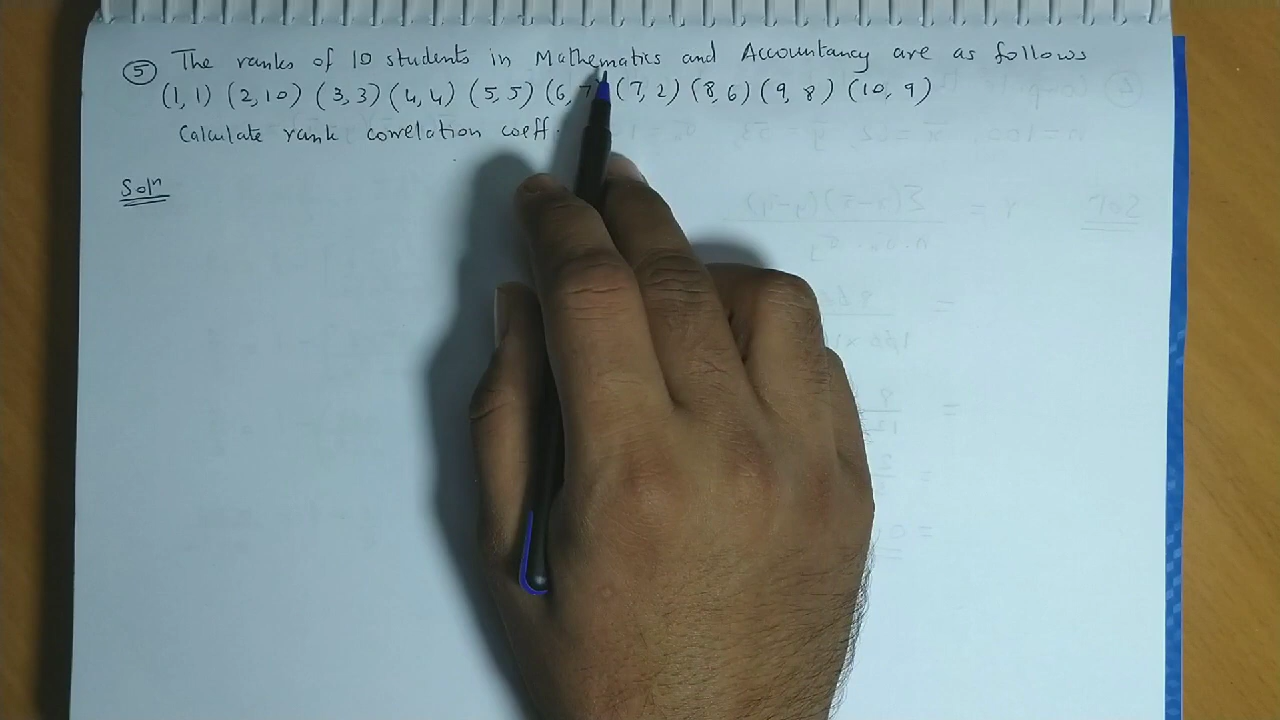 ⑤ The ranks of 10 students in Mathematics and Accountancy are as follows
(1, 1) (2, 10) (3, 3) (4, 4) (5, 5) (6, 7) (7, 2) (8, 6) (9, 8) (10, 9)
Calculate rank correlation coeff.
Solⁿ